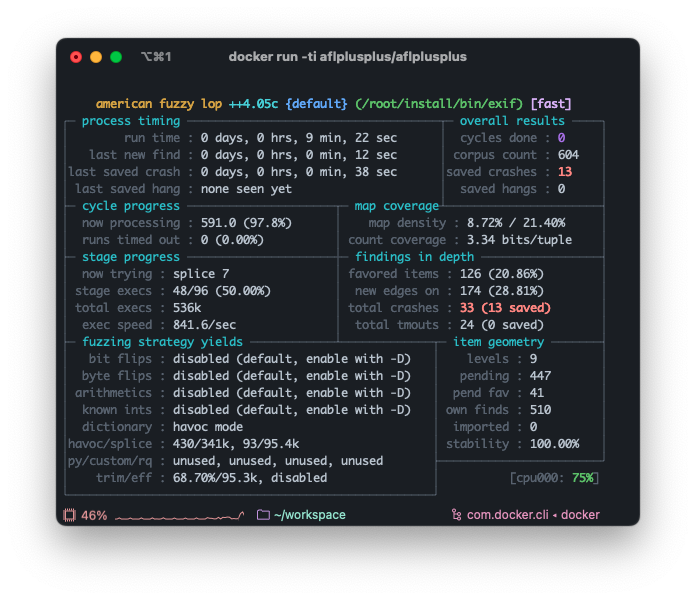 ⌥⌘1 docker run -ti aflplusplus/aflplusplus
american fuzzy lop ++4.05c {default} (/root/install/bin/exif) [fast]
process timing overall results
run time : 0 days, 0 hrs, 9 min, 22 sec cycles done : 0
last new find : 0 days, 0 hrs, 0 min, 12 sec corpus count : 604
last saved crash : 0 days, 0 hrs, 0 min, 38 sec saved crashes : 13
last saved hang : none seen yet saved hangs : 0
cycle progress map coverage
now processing : 591.0 (97.8%) map density : 8.72% / 21.40%
runs timed out : 0 (0.00%) count coverage : 3.34 bits/tuple
stage progress findings in depth
now trying : splice 7 favored items : 126 (20.86%)
stage execs : 48/96 (50.00%) new edges on : 174 (28.81%)
total execs : 536k total crashes : 33 (13 saved)
exec speed : 841.6/sec total tmouts : 24 (0 saved)
fuzzing strategy yields item geometry
bit flips : disabled (default, enable with -D) levels : 9
byte flips : disabled (default, enable with -D) pending : 447
arithmetics : disabled (default, enable with -D) pend fav : 41
known ints : disabled (default, enable with -D) own finds : 510
dictionary : havoc mode imported : 0
havoc/splice : 430/341k, 93/95.4k stability : 100.00%
py/custom/rq : unused, unused, unused, unused
trim/eff : 68.70%/95.3k, disabled [cpu000: 75%]
46% ~/workspace com.docker.cli ◂ docker